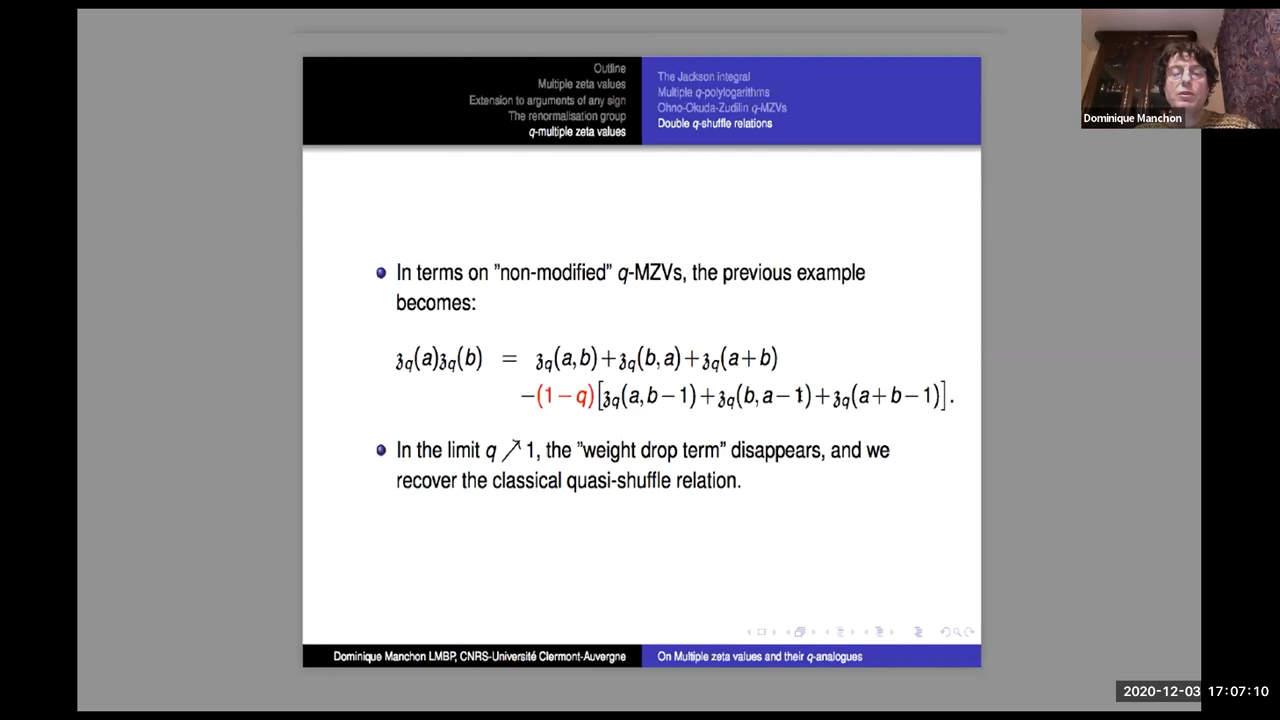 Outline
Multiple zeta values
Extension to arguments of any sign
The renormalisation group
q-multiple zeta values
The Jackson integral
Multiple q-polylogarithms
Ohno-Okuda-Zudilin q-MZVs
Double q-shuffle relations
Dominique Manchon
In terms on "non-modified" q-MZVs, the previous example
becomes:
𝔷q(a)𝔷q(b) = 𝔷q(a,b)+𝔷q(b,a)+𝔷q(a+b)
−(1−q)[𝔷q(a,b−1)+𝔷q(b,a−1)+𝔷q(a+b−1)].
In the limit q ↗ 1, the "weight drop term" disappears, and we
recover the classical quasi-shuffle relation.
Dominique Manchon LMBP, CNRS-Université Clermont-Auvergne
On Multiple zeta values and their q-analogues
2020-12-03 17:07:10